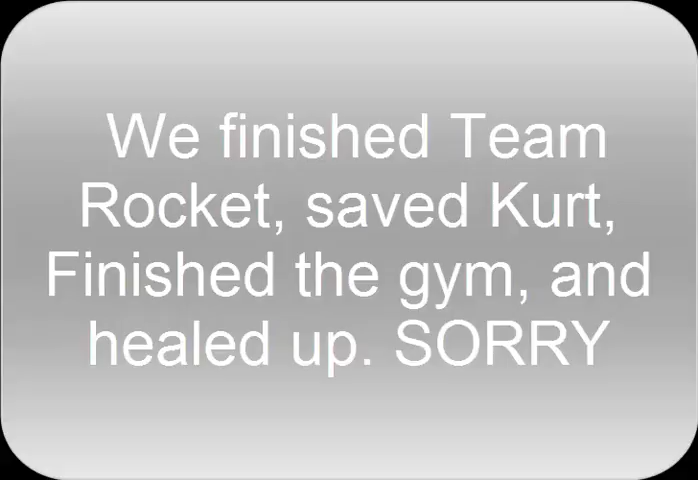 We finished Team
Rocket, saved Kurt,
Finished the gym, and
healed up. SORRY